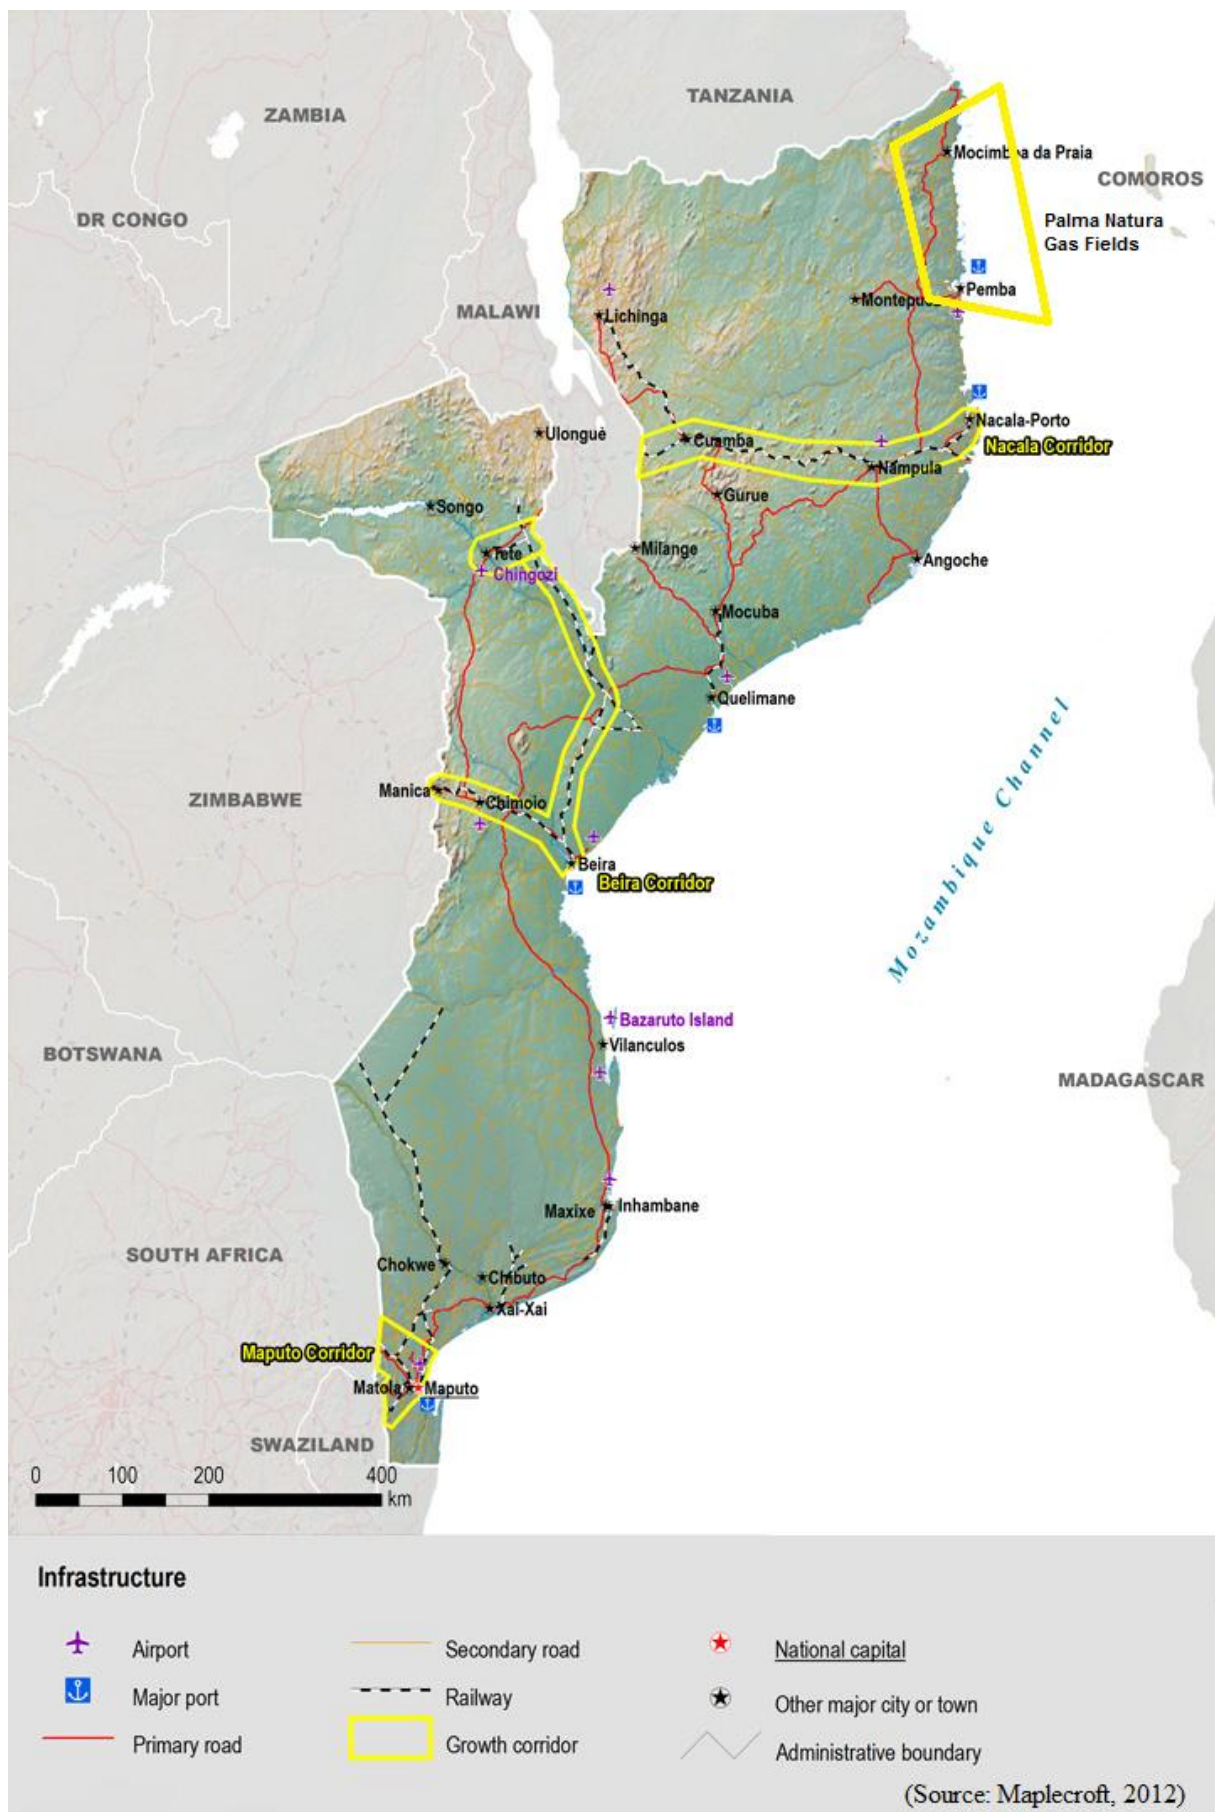 TANZANIA
ZAMBIA
Mocimboa da Praia
COMOROS
DR CONGO
Palma Natura
Gas Fields
Pemba
Montepuez
MALAWI
Lichinga
Nacala-Porto
Nacala Corridor
Ulonguè
Cuamba
Nampula
Gurue
Songo
Milange
Tete
Chingozi
Angoche
Mocuba
Quelimane
Mozambique Channel
Manica
ZIMBABWE
Chimoio
Beira
Beira Corridor
Bazaruto Island
Vilanculos
BOTSWANA
MADAGASCAR
Maxixe
Inhambane
SOUTH AFRICA
Chokwe
Chibuto
Xai-Xai
Maputo Corridor
Matola
Maputo
SWAZILAND
0 100 200 400
km
Infrastructure
Airport
Secondary road
National capital
Major port
Railway
Other major city or town
Primary road
Growth corridor
Administrative boundary
(Source: Maplecroft, 2012)